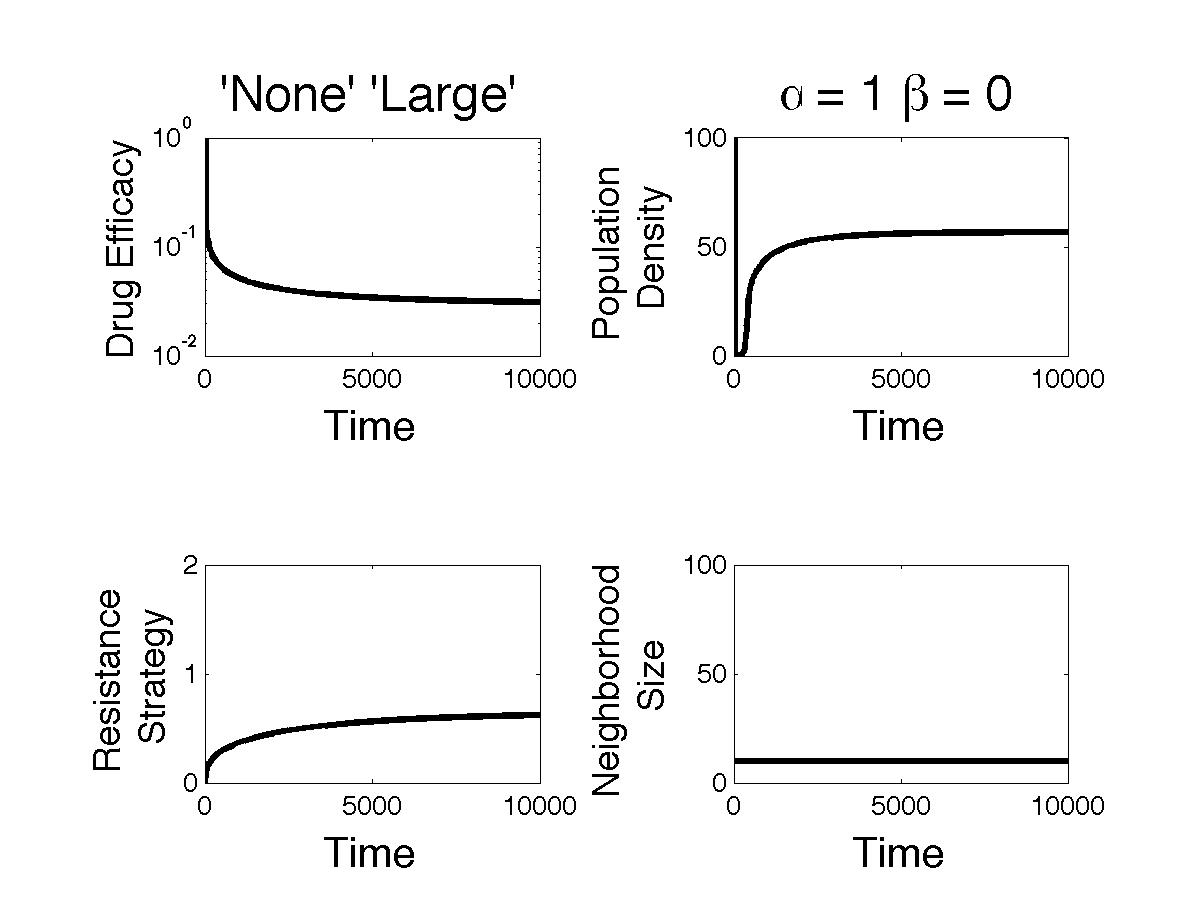 'None' 'Large'
α = 1 β = 0
Drug Efficacy
10^0
10^-1
10^-2
0
5000
10000
Time
Population
Density
100
50
0
0
5000
10000
Time
Resistance
Strategy
2
1
0
0
5000
10000
Time
Neighborhood
Size
100
50
0
0
5000
10000
Time